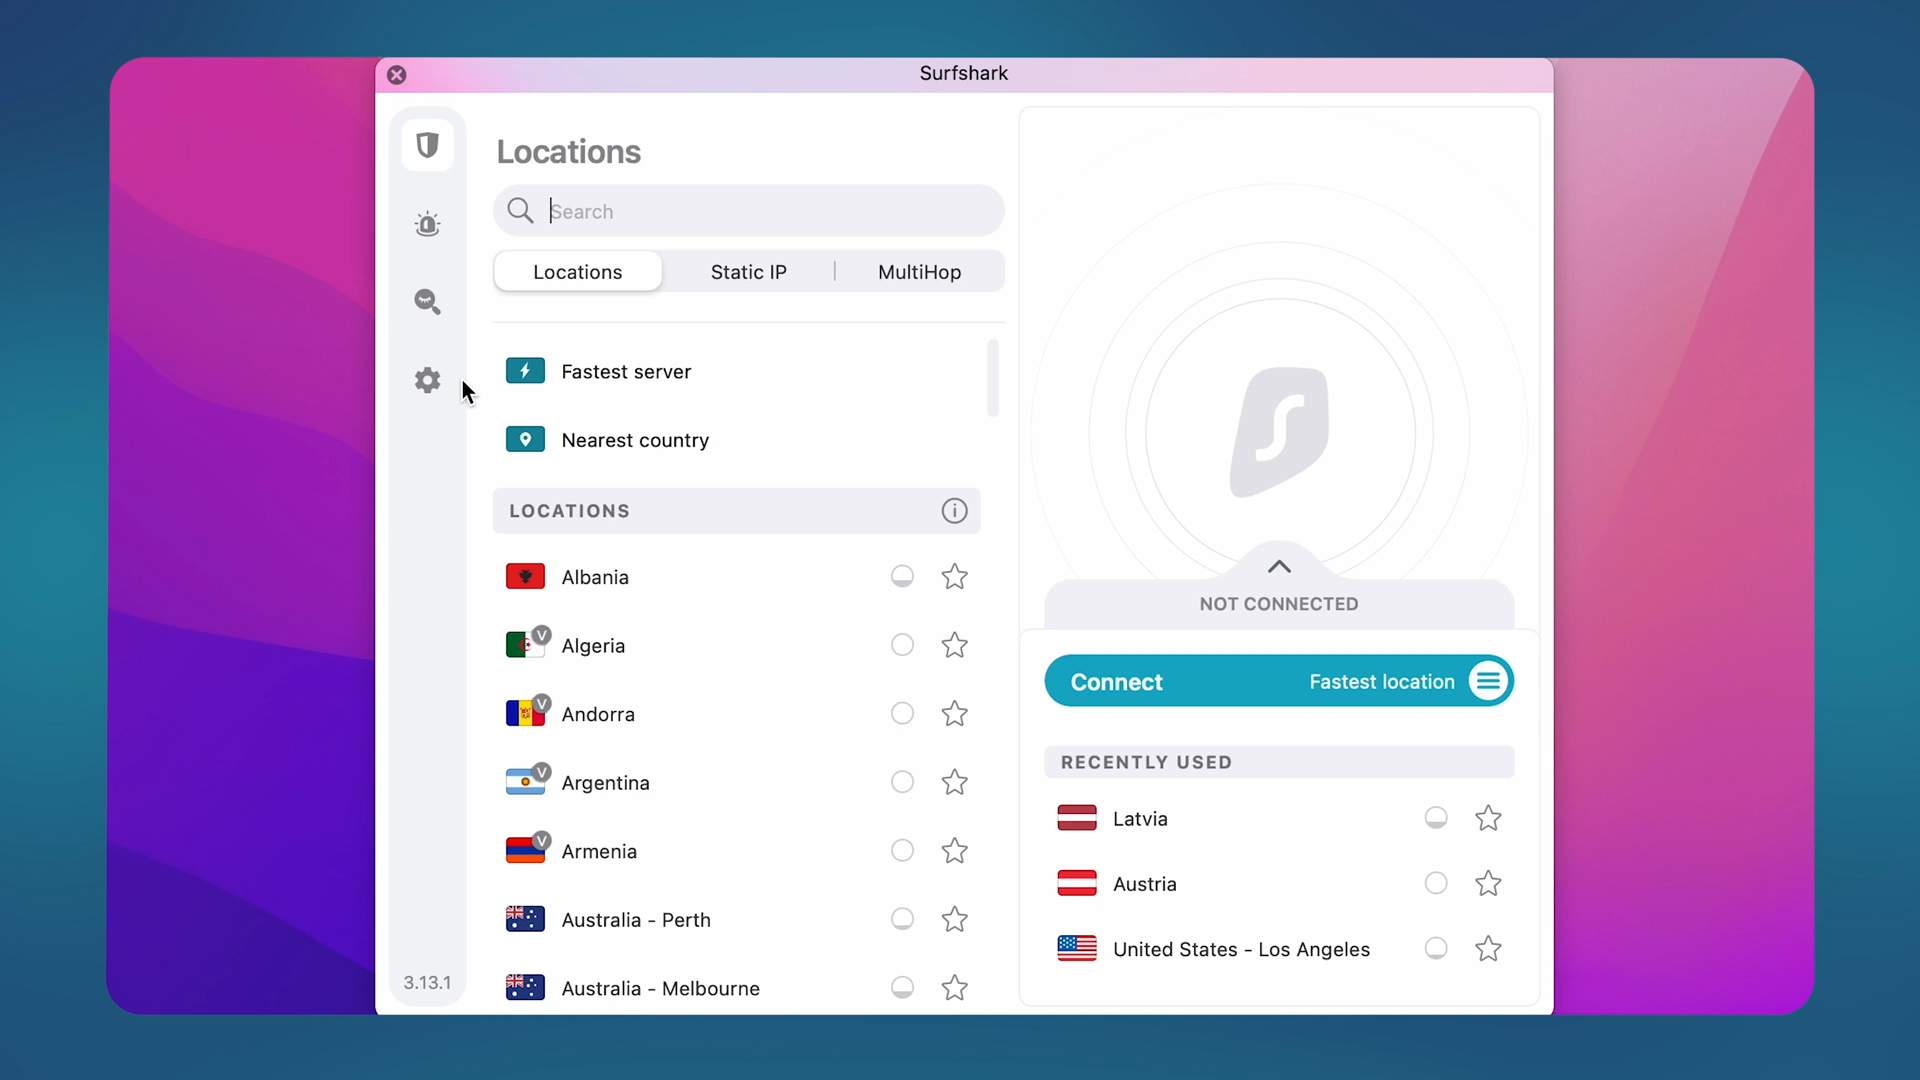 Surfshark
Locations
Search
Locations
Static IP
MultiHop
Fastest server
Nearest country
LOCATIONS
Albania
V
Algeria
V
Andorra
V
Argentina
V
Armenia
Australia - Perth
Australia - Melbourne
3.13.1
NOT CONNECTED
Connect
Fastest location
RECENTLY USED
Latvia
Austria
United States - Los Angeles